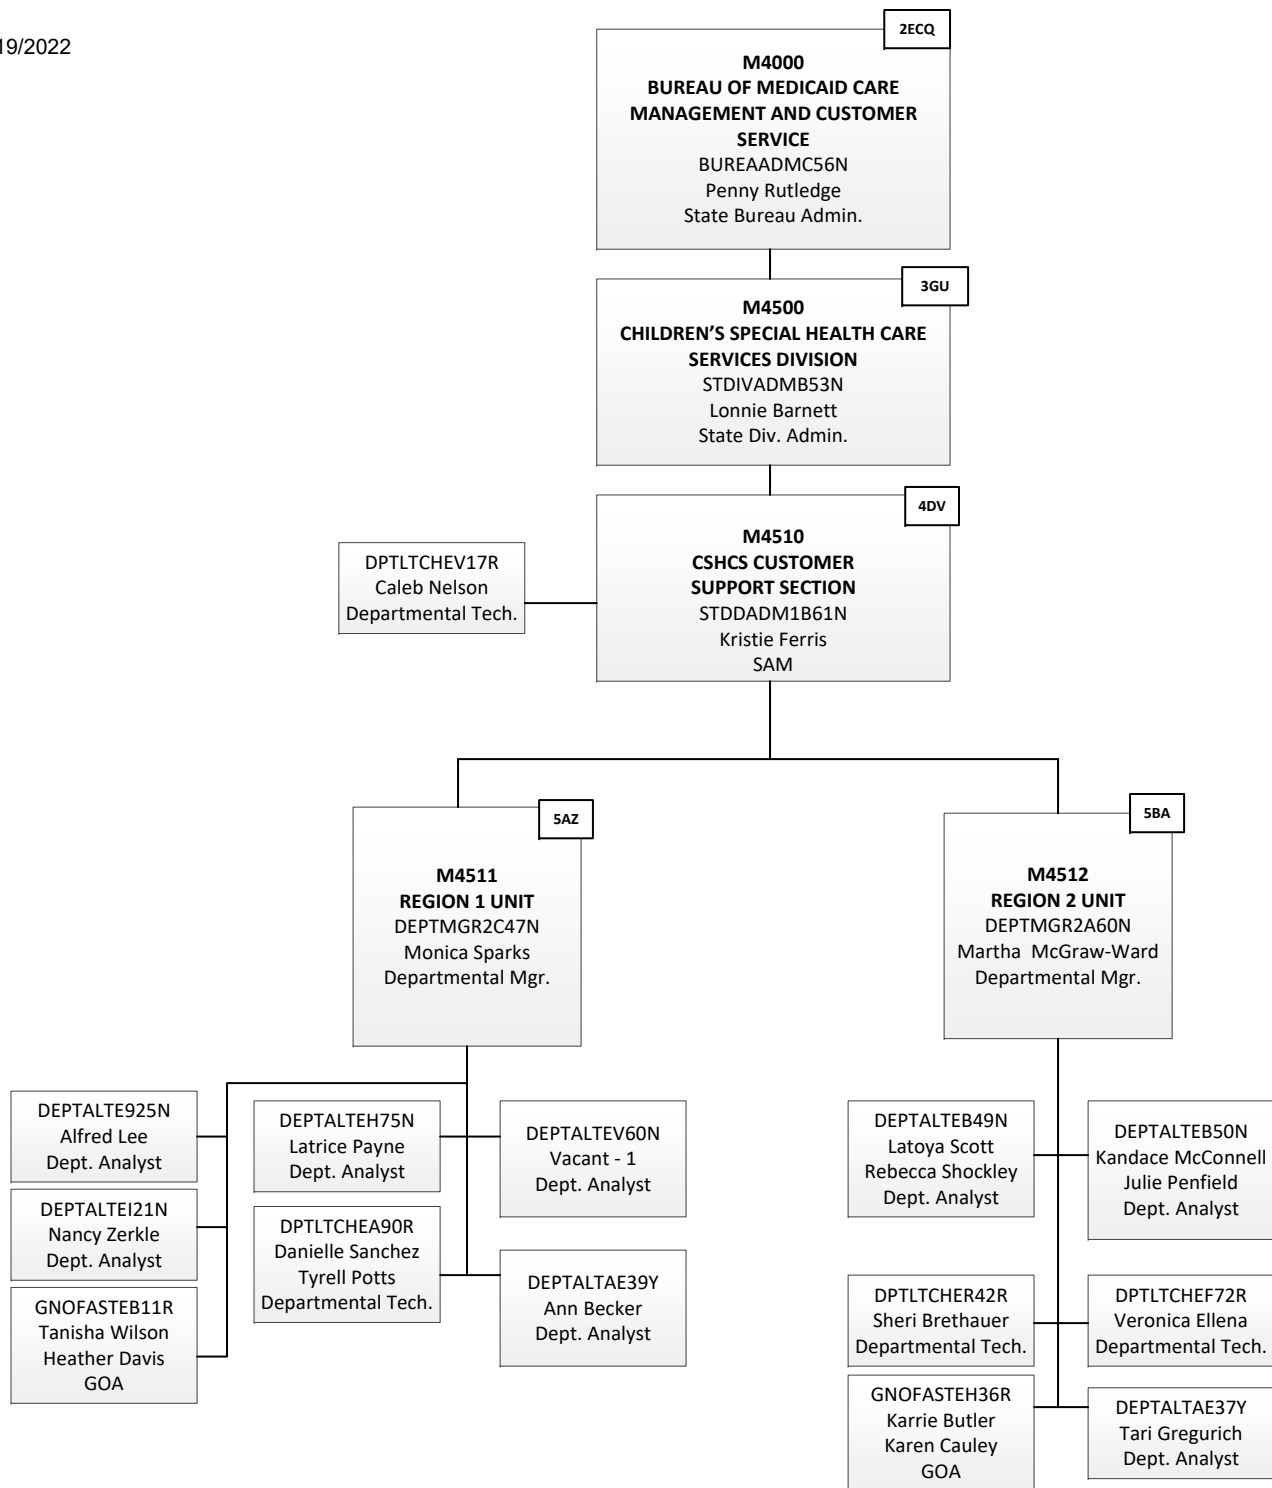 19/2022
2ECQ
M4000
BUREAU OF MEDICAID CARE
MANAGEMENT AND CUSTOMER
SERVICE
BUREAADMC56N
Penny Rutledge
State Bureau Admin.
3GU
M4500
CHILDREN’S SPECIAL HEALTH CARE
SERVICES DIVISION
STDIVADMB53N
Lonnie Barnett
State Div. Admin.
4DV
M4510
CSHCS CUSTOMER
SUPPORT SECTION
STDDADM1B61N
Kristie Ferris
SAM
DPTLTCHEV17R
Caleb Nelson
Departmental Tech.
5AZ
M4511
REGION 1 UNIT
DEPTMGR2C47N
Monica Sparks
Departmental Mgr.
5BA
M4512
REGION 2 UNIT
DEPTMGR2A60N
Martha  McGraw-Ward
Departmental Mgr.
DEPTALTE925N
Alfred Lee
Dept. Analyst
DEPTALTEH75N
Latrice Payne
Dept. Analyst
DEPTALTEV60N
Vacant - 1
Dept. Analyst
DEPTALTEI21N
Nancy Zerkle
Dept. Analyst
DPTLTCHEA90R
Danielle Sanchez
Tyrell Potts
Departmental Tech.
DEPTALTAE39Y
Ann Becker
Dept. Analyst
GNOFASTEB11R
Tanisha Wilson
Heather Davis
GOA
DEPTALTEB49N
Latoya Scott
Rebecca Shockley
Dept. Analyst
DEPTALTEB50N
Kandace McConnell
Julie Penfield
Dept. Analyst
DPTLTCHER42R
Sheri Brethauer
Departmental Tech.
DPTLTCHEF72R
Veronica Ellena
Departmental Tech.
GNOFASTEH36R
Karrie Butler
Karen Cauley
GOA
DEPTALTAE37Y
Tari Gregurich
Dept. Analyst